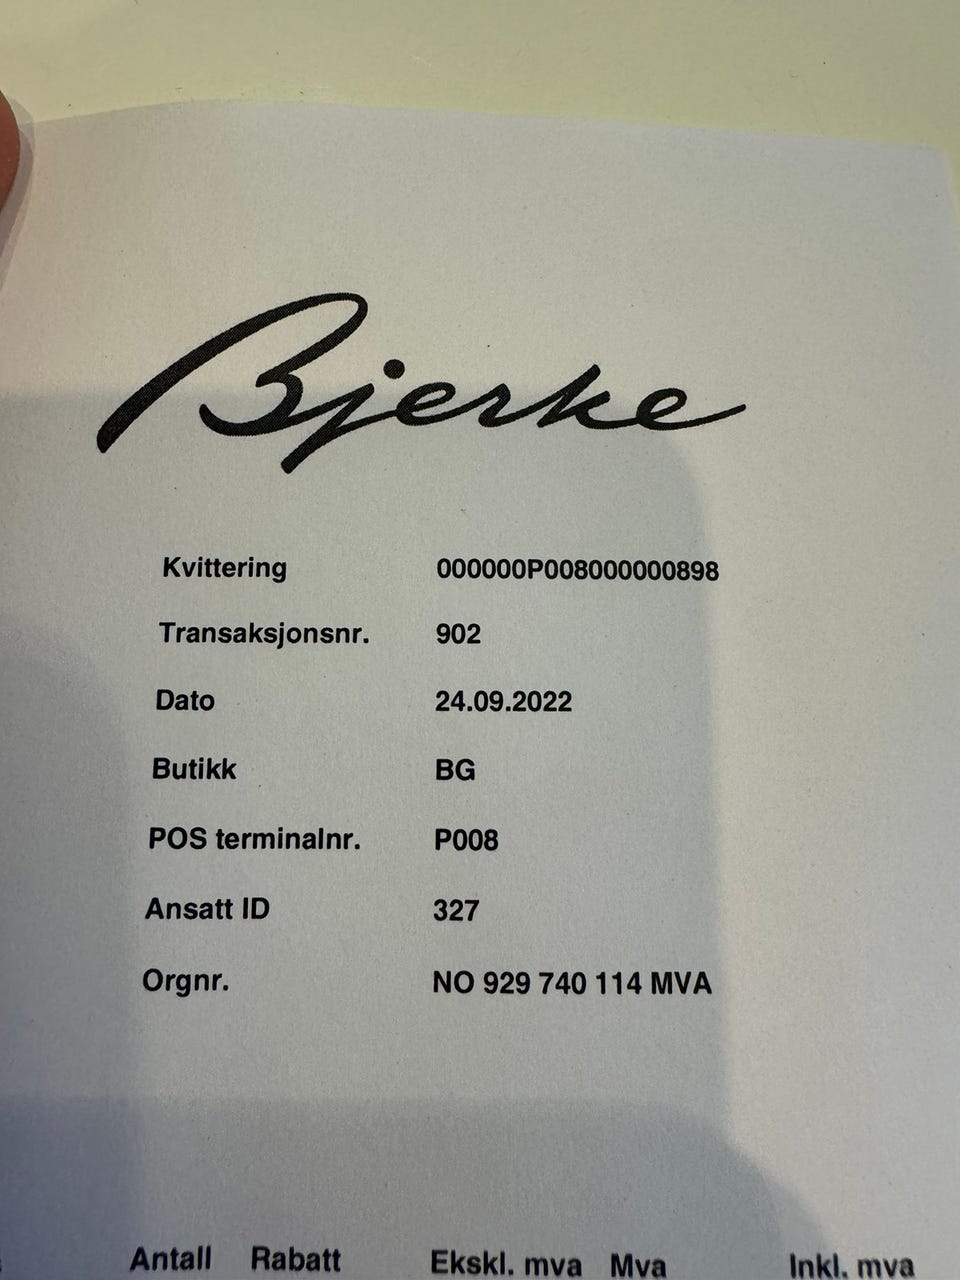 Bjerke
Kvittering 000000P008000000898
Transaksjonsnr. 902
Dato 24.09.2022
Butikk BG
POS terminalnr. P008
Ansatt ID 327
Orgnr. NO 929 740 114 MVA
Antall Rabatt Ekskl. mva Mva Inkl. mva